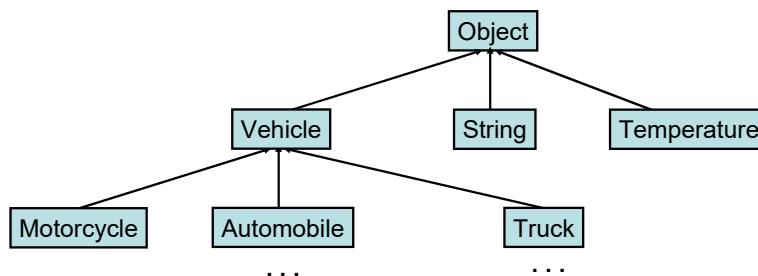 Object
Vehicle
String
Temperature
Motorcycle
Automobile
Truck
...
...